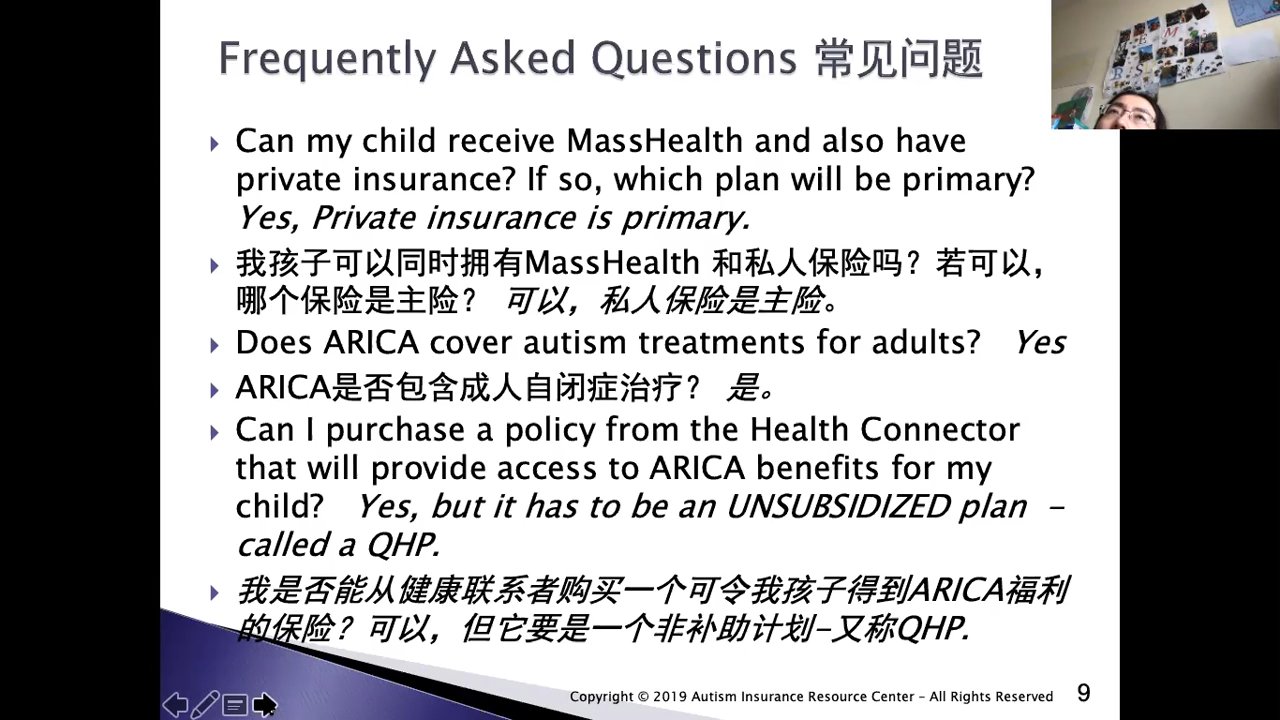 Frequently Asked Questions 常见问题
Can my child receive MassHealth and also have
private insurance? If so, which plan will be primary?
Yes, Private insurance is primary.
我孩子可以同时拥有MassHealth 和私人保险吗？若可以，
哪个保险是主险？ 可以，私人保险是主险。
Does ARICA cover autism treatments for adults? Yes
ARICA是否包含成人自闭症治疗？ 是。
Can I purchase a policy from the Health Connector
that will provide access to ARICA benefits for my
child? Yes, but it has to be an UNSUBSIDIZED plan –
called a QHP.
我是否能从健康联系者购买一个可令我孩子得到ARICA福利
的保险？可以，但它要是一个非补助计划-又称QHP.
Copyright © 2019 Autism Insurance Resource Center – All Rights Reserved 9